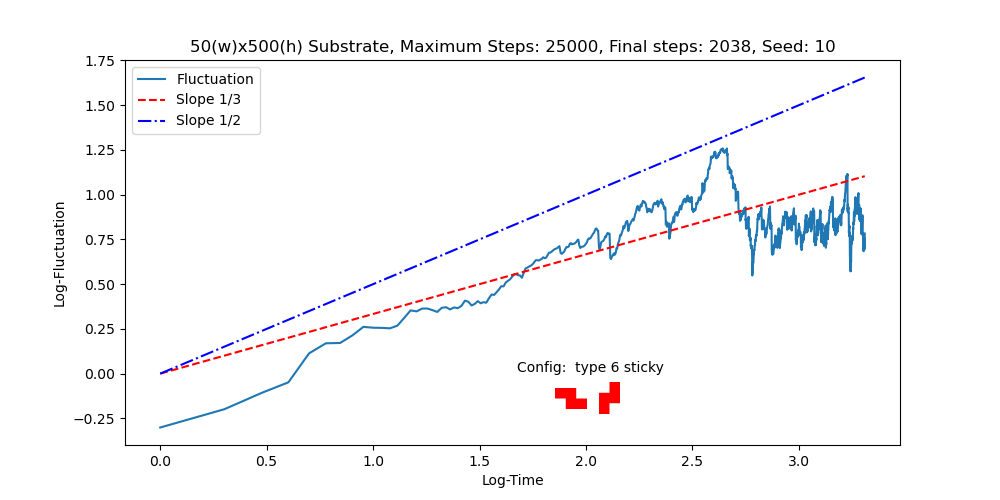 50(w)x500(h) Substrate, Maximum Steps: 25000, Final steps: 2038, Seed: 10
Fluctuation
Slope 1/3
Slope 1/2
1.75
1.50
1.25
1.00
0.75
0.50
0.25
0.00
−0.25
Log-Fluctuation
Config:  type 6 sticky
0.0 0.5 1.0 1.5 2.0 2.5 3.0
Log-Time